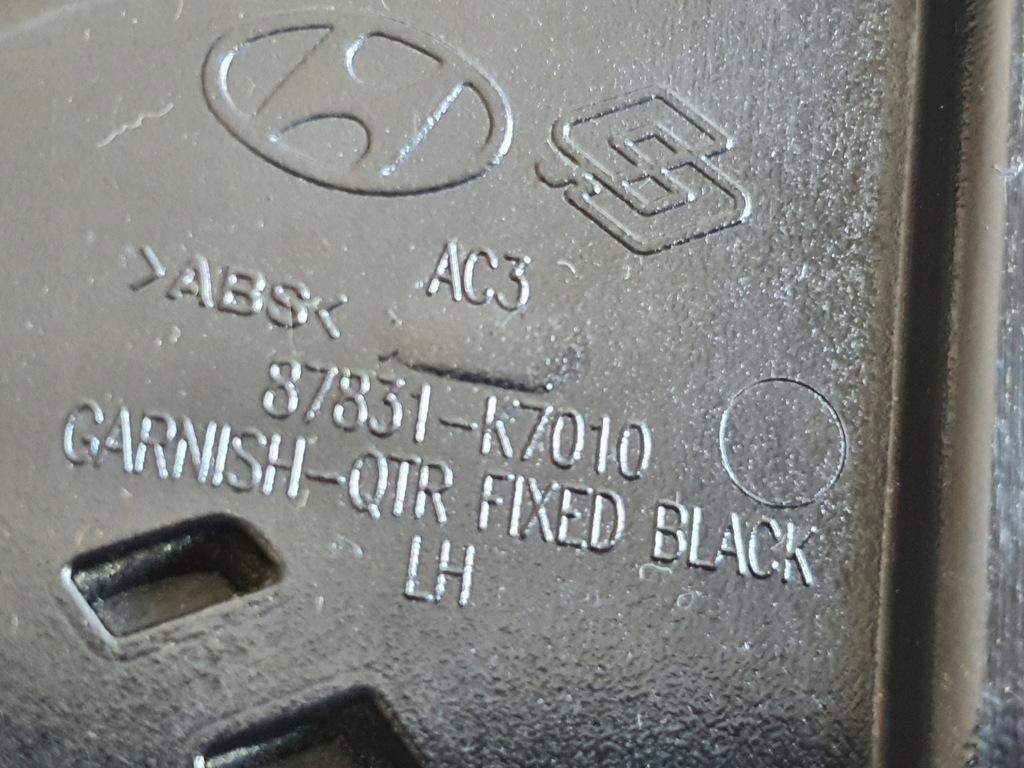 AC3
>ABS<
87831-K7010
GARNISH-QTR FIXED BLACK
LH